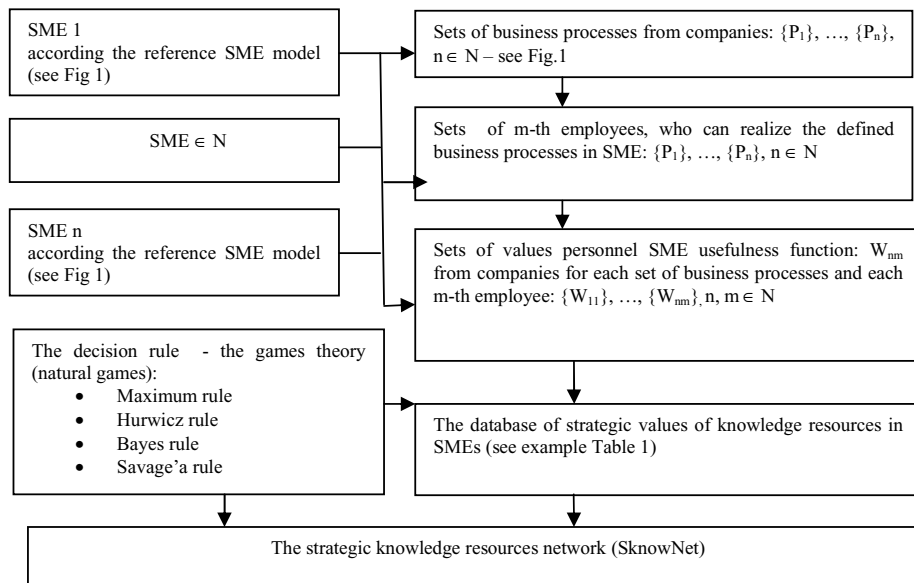 SME 1
according the reference SME model
(see Fig 1)
SME ∈ N
SME n
according the reference SME model
(see Fig 1)
Sets of business processes from companies: {P₁}, …, {Pₙ},
n ∈ N – see Fig.1
Sets of m-th employees, who can realize the defined
business processes in SME: {P₁}, …, {Pₙ}, n ∈ N
Sets of values personnel SME usefulness function: Wₙₘ
from companies for each set of business processes and each
m-th employee: {W₁₁}, …, {Wₙₘ}, n, m ∈ N
The decision rule - the games theory
(natural games):
• Maximum rule
• Hurwicz rule
• Bayes rule
• Savage’a rule
The database of strategic values of knowledge resources in
SMEs (see example Table 1)
The strategic knowledge resources network (SknowNet)